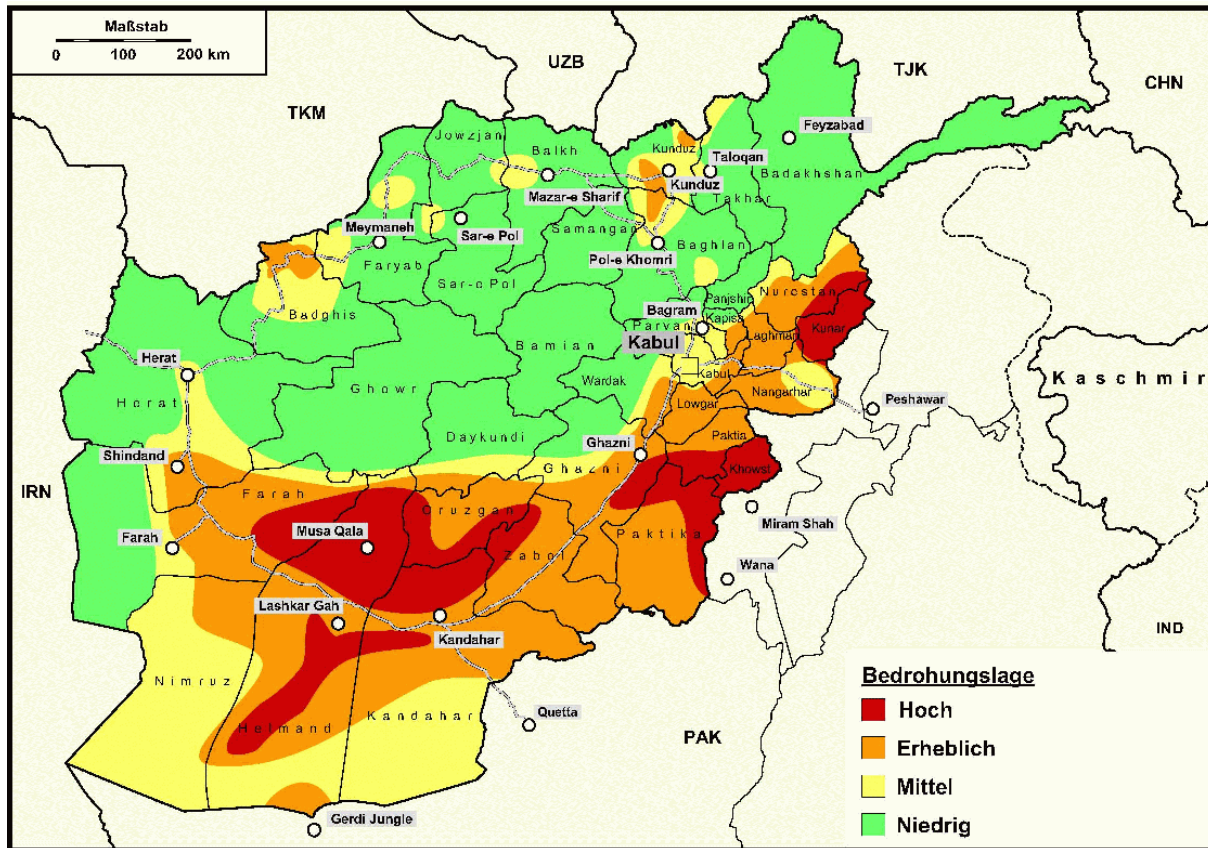 Maßstab
0 100 200 km
UZB
TJK
CHN
TKM
Feyzabad
Jowzjan
Balkh
Kunduz
Taloqan
Badakhshan
Kunduz
Mazar-e Sharif
Takhar
Meymaneh
Sar-e Pol
Samangan
Faryab
Pol-e Khomri
Baghlan
Sar-e Pol
Nurestan
Panjshir
Badghis
Bagram
Kapisa
Parvan
Laghman
Kunar
Kabul
Bamian
Herat
Kabul
Wardak
Nangarhar
Kaschmir
Ghowr
Herat
Lowgar
Peshawar
Daykundi
Paktia
Ghazni
Shindand
Ghazni
Khowst
IRN
Farah
Oruzgan
Miram Shah
Musa Qala
Farah
Paktika
Zabol
Wana
Lashkar Gah
Kandahar
IND
Nimruz
Bedrohungslage
Hoch
Kandahar
Quetta
Halmand
PAK
Erheblich
Mittel
Gerdi Jungle
Niedrig